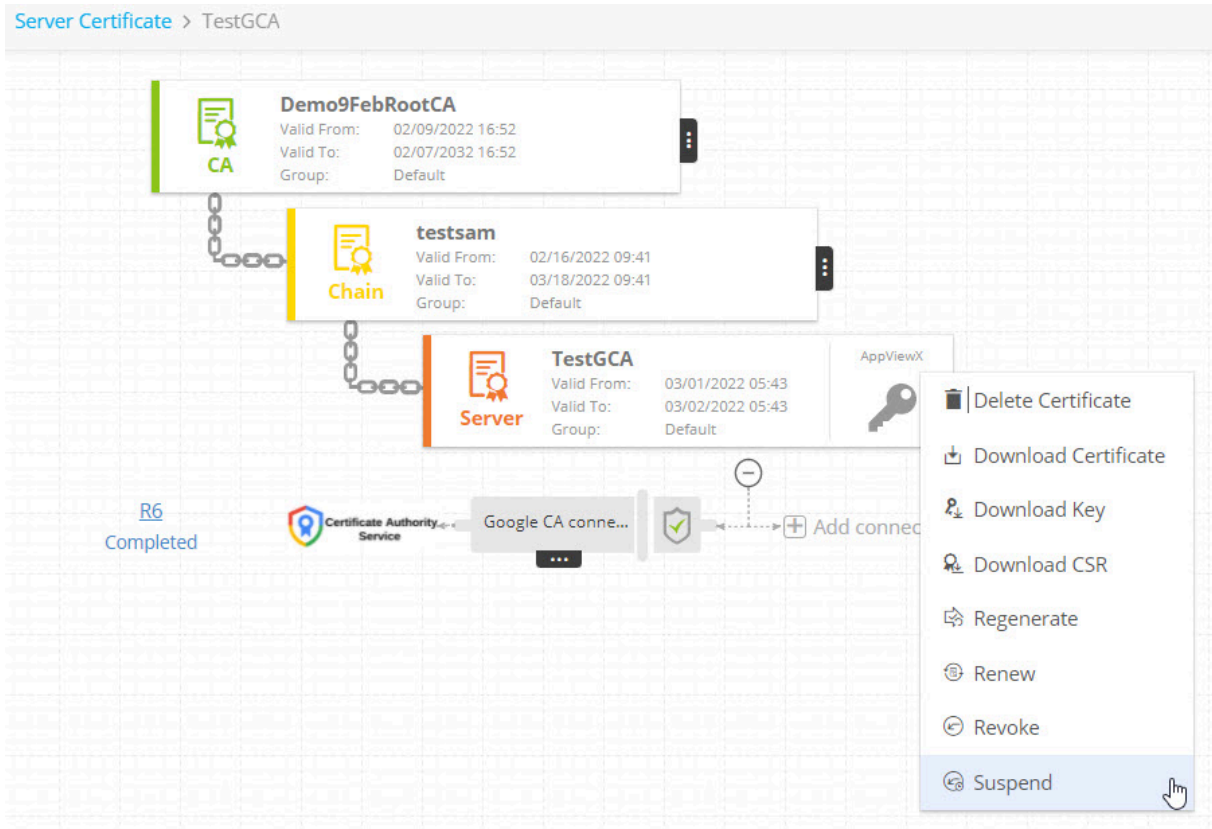 Server Certificate > TestGCA
Demo9FebRootCA
Valid From: 02/09/2022 16:52
Valid To: 02/07/2032 16:52
Group: Default
CA
testsam
Valid From: 02/16/2022 09:41
Valid To: 03/18/2022 09:41
Group: Default
Chain
TestGCA
Valid From: 03/01/2022 05:43
Valid To: 03/02/2022 05:43
Group: Default
Server
AppViewX
Delete Certificate
Download Certificate
Download Key
Download CSR
Regenerate
Renew
Revoke
Suspend
R6
Completed
Certificate Authority
Service
Google CA conne...
Add connec